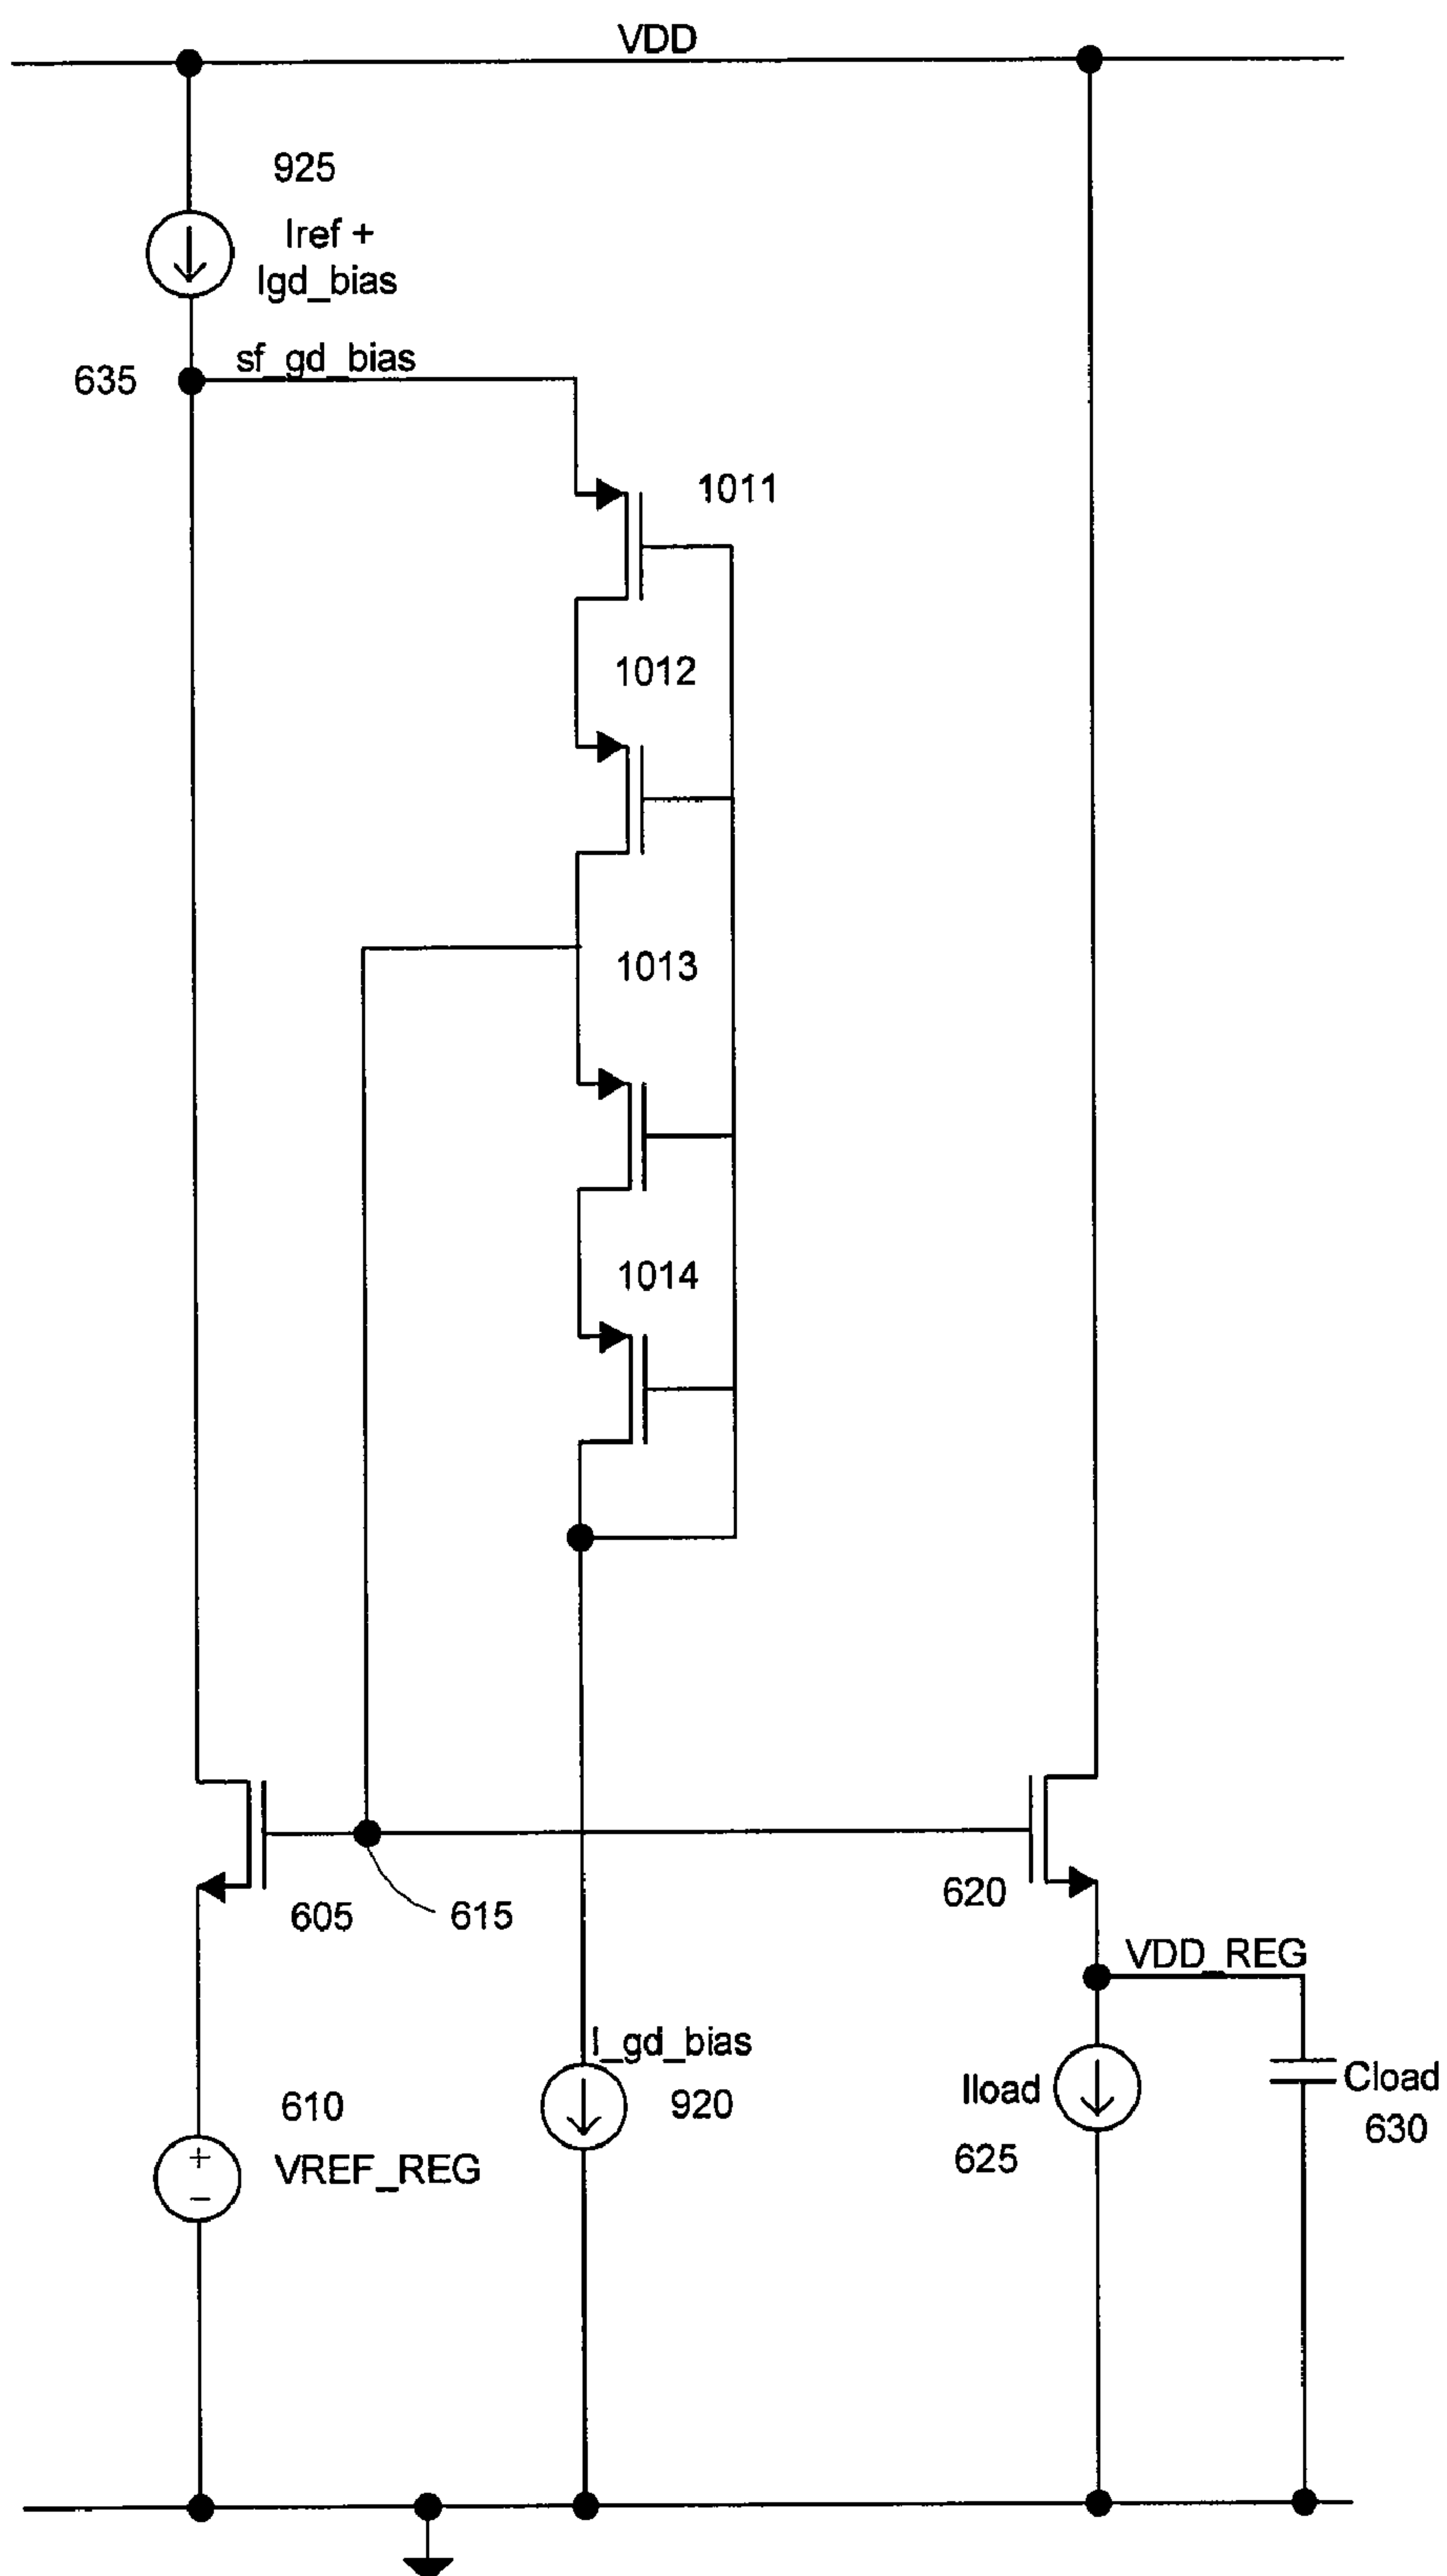 VDD
925
Iref +
Igd_bias
635
sf_gd_bias
1011
1012
1013
1014
605
615
620
VDD_REG
I_gd_bias
920
610
VREF_REG
Iload
625
Cload
630
+
−